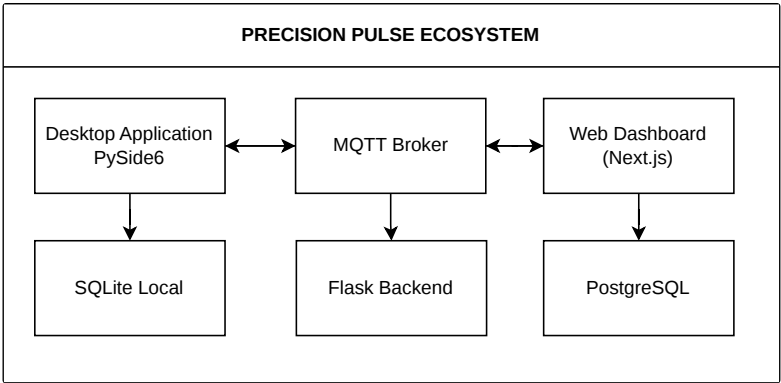 PRECISION PULSE ECOSYSTEM
Desktop Application
PySide6
MQTT Broker
Web Dashboard
(Next.js)
SQLite Local
Flask Backend
PostgreSQL